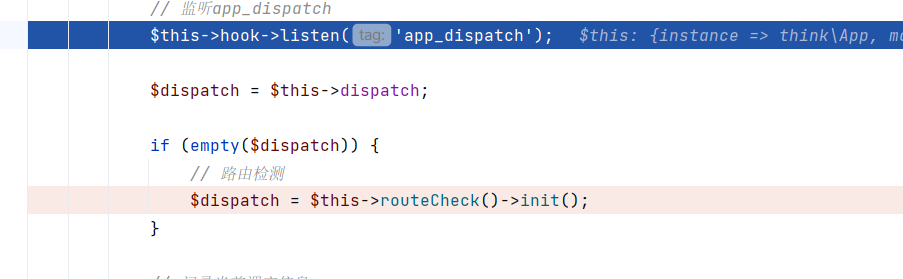 // 监听app_dispatch
$this->hook->listen( tag: 'app_dispatch'); $this: {instance => think\App, mo
$dispatch = $this->dispatch;
if (empty($dispatch)) {
// 路由检测
$dispatch = $this->routeCheck()->init();
}